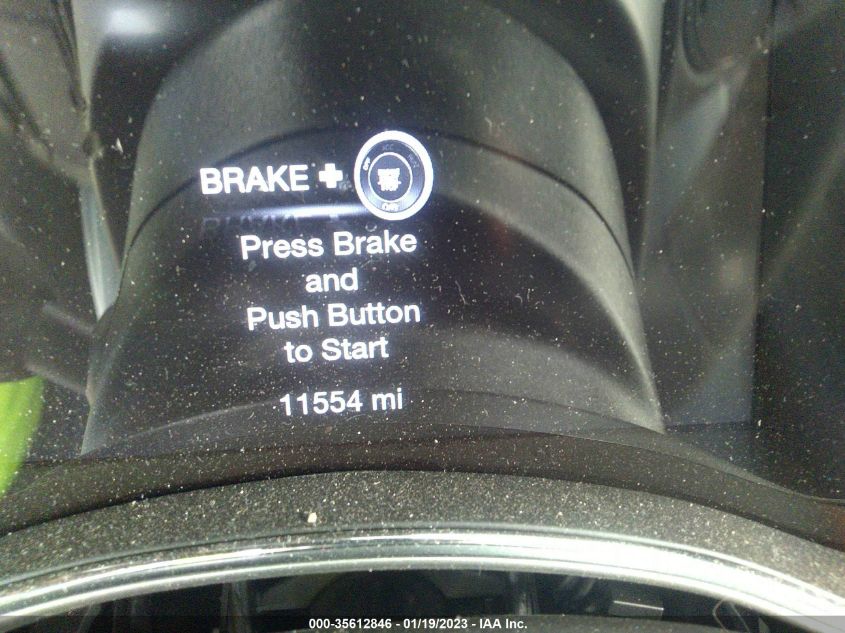 BRAKE +
Press Brake
and
Push Button
to Start
11554 mi
000-35612846 - 01/19/2023 - IAA Inc.